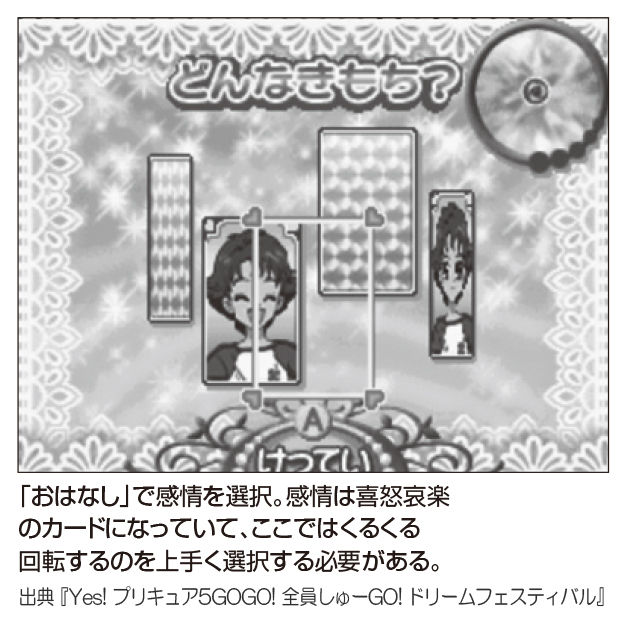 どんなきもち?
A
けってい
「おはなし」で感情を選択。感情は喜怒哀楽
のカードになっていて、ここではくるくる
回転するのを上手く選択する必要がある。
出典『Yes! プリキュア5GOGO! 全員しゅーGO! ドリームフェスティバル』